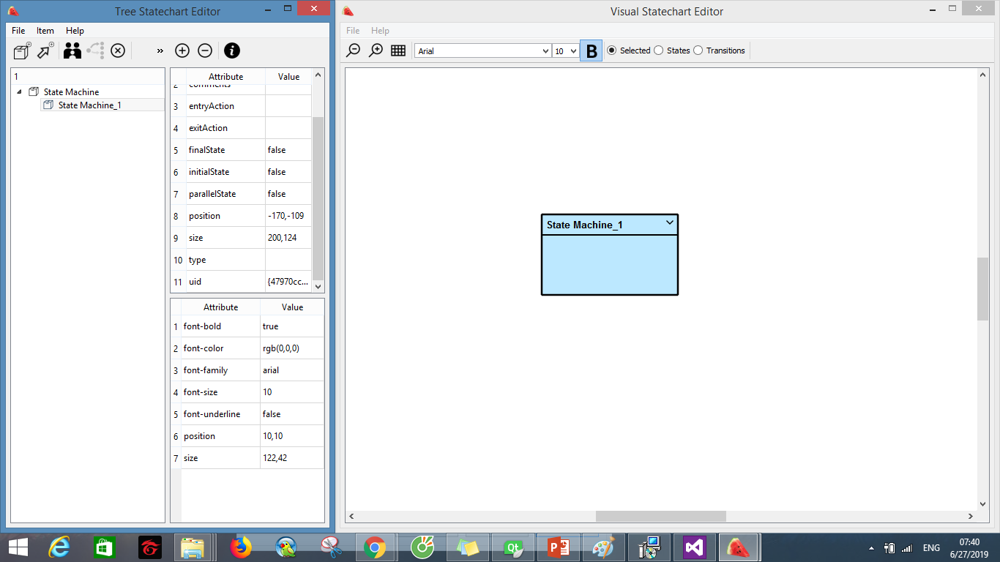 Tree Statechart Editor
File Item Help
»
1
State Machine
State Machine_1
Attribute Value
2 comments
3 entryAction
4 exitAction
5 finalState false
6 initialState false
7 parallelState false
8 position -170,-109
9 size 200,124
10 type
11 uid {47970cc...
Attribute Value
1 font-bold true
2 font-color rgb(0,0,0)
3 font-family arial
4 font-size 10
5 font-underline false
6 position 10,10
7 size 122,42
Visual Statechart Editor
File Help
Arial 10 B Selected States Transitions
State Machine_1
Qt
ENG
07:40
6/27/2019